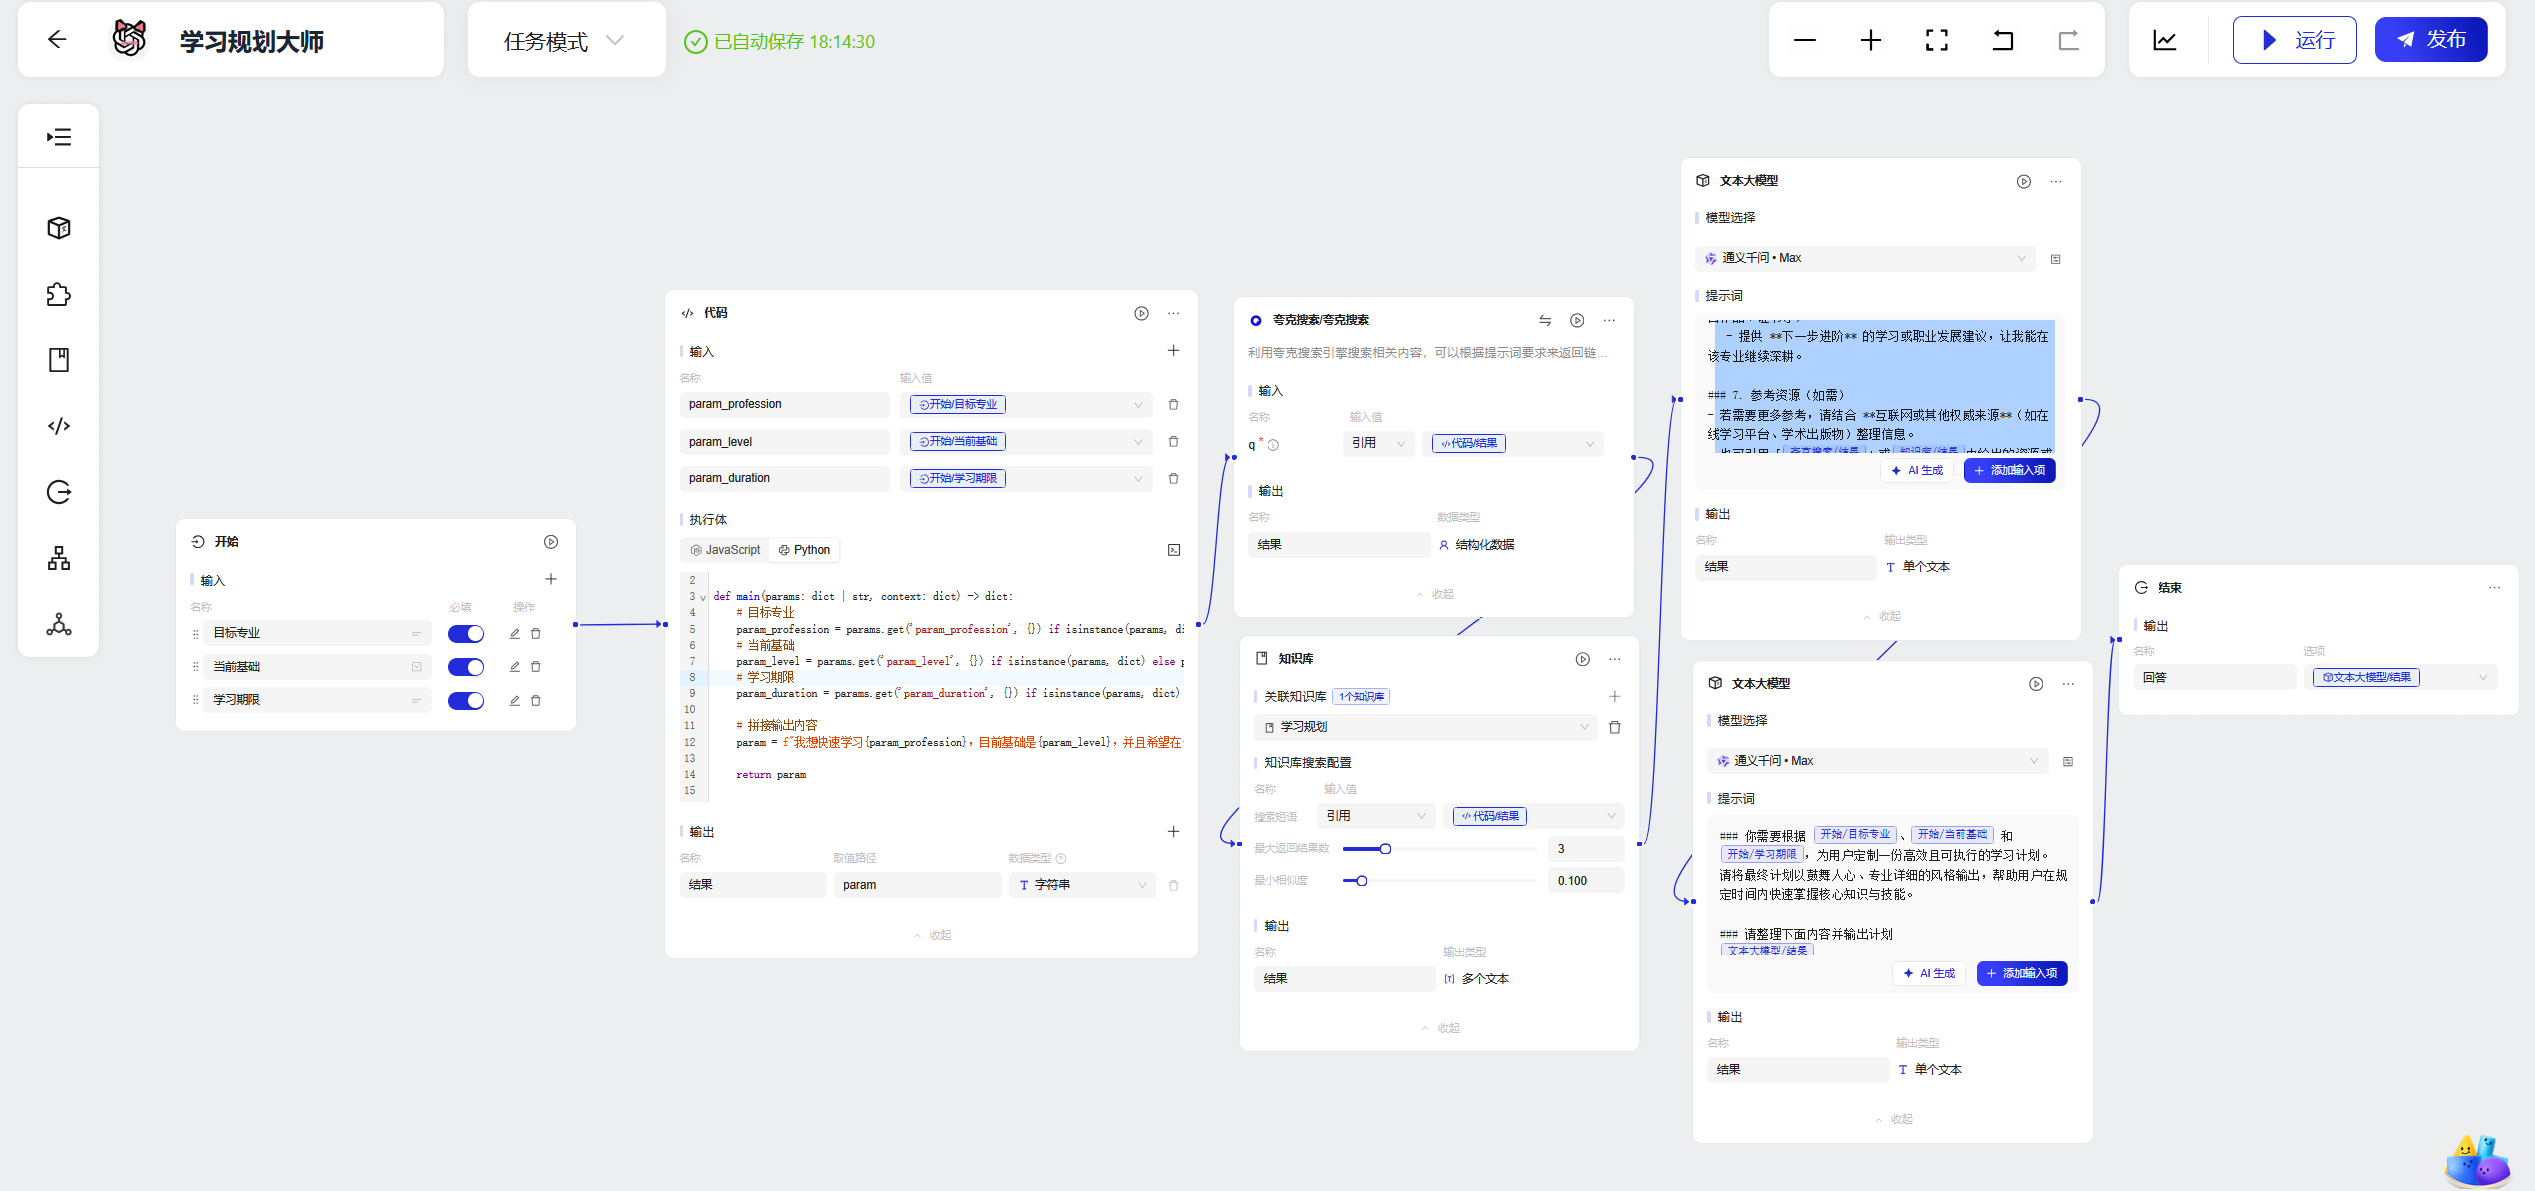 学习规划大师
任务模式
已自动保存 18:14:30
运行
发布
开始
输入
名称 必填 操作
目标专业
当前基础
学习期限
代码
输入
名称 输入值
param_profession 开始/目标专业
param_level 开始/当前基础
param_duration 开始/学习期限
执行体
JavaScript Python
2
3 def main(params: dict | str, context: dict) -> dict:
4 # 目标专业
5 param_profession = params.get('param_profession', {}) if isinstance(params, di
6 # 当前基础
7 param_level = params.get('param_level', {}) if isinstance(params, dict) else p
8 # 学习期限
9 param_duration = params.get('param_duration', {}) if isinstance(params, dict)
10
11 # 拼接输出内容
12 param = f"我想快速学习{param_profession}，目前基础是{param_level}，并且希望在
13
14 return param
15
输出
名称 取值路径 数据类型
结果 param 字符串
收起
夸克搜索/夸克搜索
利用夸克搜索引擎搜索相关内容，可以根据提示词要求来返回链...
输入
名称 输入值
q * 引用 代码/结果
输出
名称 数据类型
结果 结构化数据
收起
知识库
关联知识库 1个知识库
学习规划
知识库搜索配置
名称 输入值
搜索短语 引用 代码/结果
最大返回结果数 3
最小相似度 0.100
输出
名称 输出类型
结果 多个文本
收起
文本大模型
模型选择
通义千问 • Max
提示词
- 提供 **下一步进阶** 的学习或职业发展建议，让我能在
该专业继续深耕。
### 7. 参考资源（如需）
- 若需要更多参考，请结合 **互联网或其他权威来源**（如在
线学习平台、学术出版物）整理信息。
AI 生成 添加输入项
输出
名称 输出类型
结果 单个文本
收起
文本大模型
模型选择
通义千问 • Max
提示词
### 你需要根据 开始/目标专业 、 开始/当前基础 和
开始/学习期限 ，为用户定制一份高效且可执行的学习计划。
请将最终计划以鼓舞人心、专业详细的风格输出，帮助用户在规
定时间内快速掌握核心知识与技能。
### 请整理下面内容并输出计划
文本大模型/结果
AI 生成 添加输入项
输出
名称 输出类型
结果 单个文本
收起
结束
输出
名称 选项
回答 文本大模型/结果